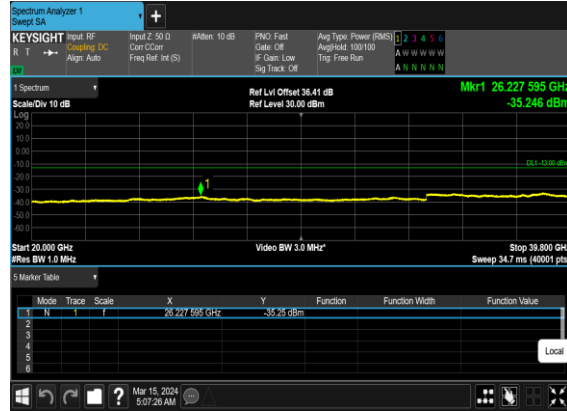 Spectrum Analyzer 1
Swept SA
+
KEYSIGHT Input: RF Input Z: 50 Ω #Atten: 10 dB PNO: Fast Avg Type: Power (RMS) 1 2 3 4 5 6
R T Coupling: DC Corr CCorr Gate: Off Avg|Hold: 100/100 A W W W W W
Align: Auto Freq Ref: Int (S) IF Gain: Low Trig: Free Run
Sig Track: Off A N N N N N
1 Spectrum Ref Lvl Offset 36.41 dB Mkr1 26.227 595 GHz
Scale/Div 10 dB Ref Level 30.00 dBm -35.246 dBm
Log
20.0
10.0
0.00
-10.0
DL1 -13.00 dBm
-20.0
-30.0
1
-40.0
-50.0
-60.0
Start 20.000 GHz Video BW 3.0 MHz* Stop 39.800 GHz
#Res BW 1.0 MHz Sweep 34.7 ms (40001 pts)
5 Marker Table
Mode Trace Scale X Y Function Function Width Function Value
1 N 1 f 26.227 595 GHz -35.25 dBm
2
3
4
5
6
Local
? Mar 15, 2024
5:07:26 AM